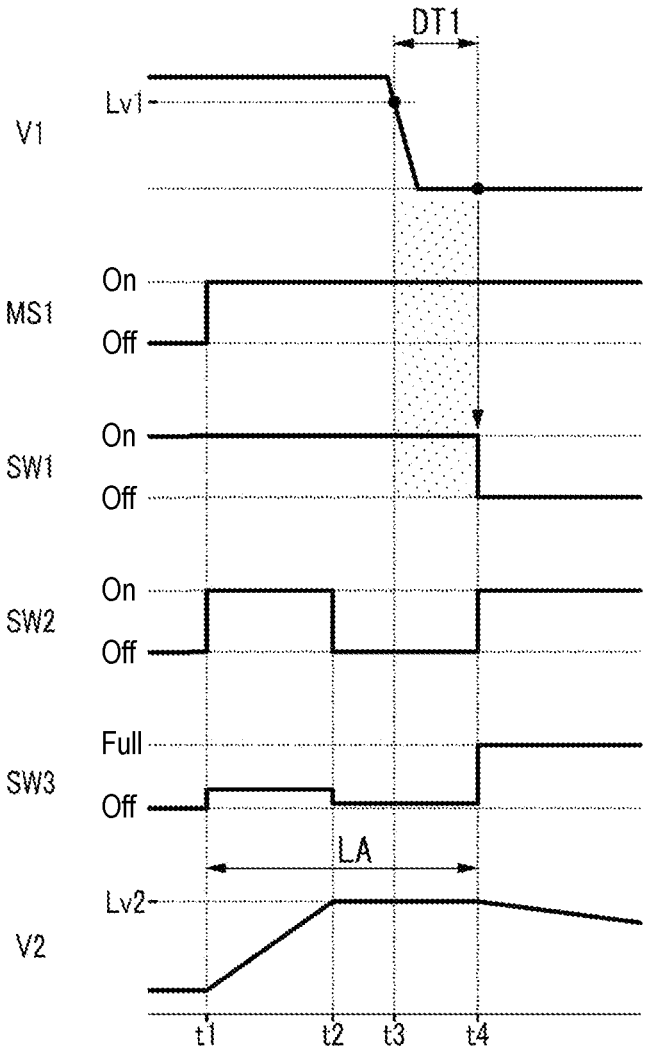 DT1
Lv1
V1
On
MS1
Off
On
SW1
Off
On
SW2
Off
Full
SW3
Off
LA
Lv2
V2
t1 t2 t3 t4